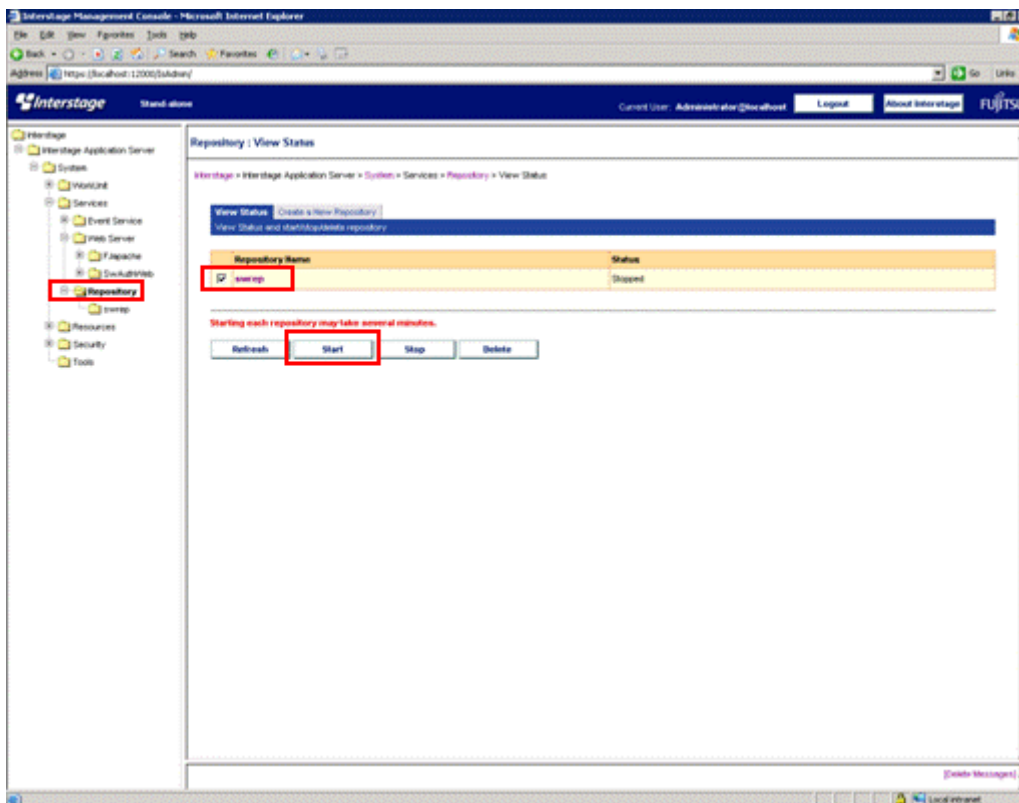 Interstage Management Console - Microsoft Internet Explorer
File Edit View Favorites Tools Help
Back Search Favorites
Address https://localhost:12000/IsAdmin/ Go Links
Interstage Stand-alone Current User: Administrator@localhost Logout About Interstage FUJITSU
Interstage
Interstage Application Server
System
WorkUnit
Services
Event Service
Web Server
FJapache
SwAuthWeb
Repository
swrep
Resources
Security
Tools
Repository : View Status
Interstage > Interstage Application Server > System > Services > Repository > View Status
View Status Create a New Repository
View Status and start/stop/delete repository
Repository Name Status
swrep Stopped
Starting each repository may take several minutes.
Refresh Start Stop Delete
[Delete Messages]
Local intranet